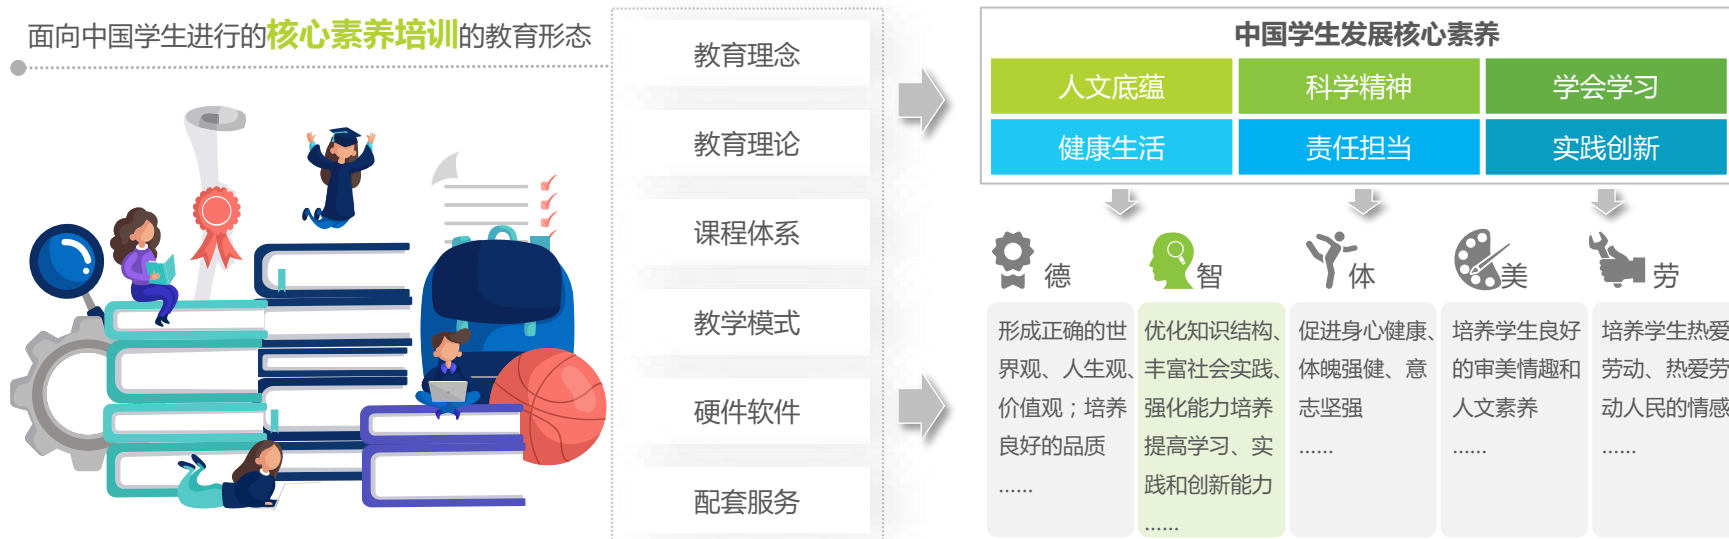 面向中国学生进行的核心素养培训的教育形态
教育理念
教育理论
课程体系
教学模式
硬件软件
配套服务
中国学生发展核心素养
人文底蕴
科学精神
学会学习
健康生活
责任担当
实践创新
德
形成正确的世
界观、人生观、
价值观；培养
良好的品质
......
智
优化知识结构、
丰富社会实践、
强化能力培养
提高学习、实
践和创新能力
......
体
促进身心健康、
体魄强健、意
志坚强
......
美
培养学生良好
的审美情趣和
人文素养
......
劳
培养学生热爱
劳动、热爱劳
动人民的情感
......